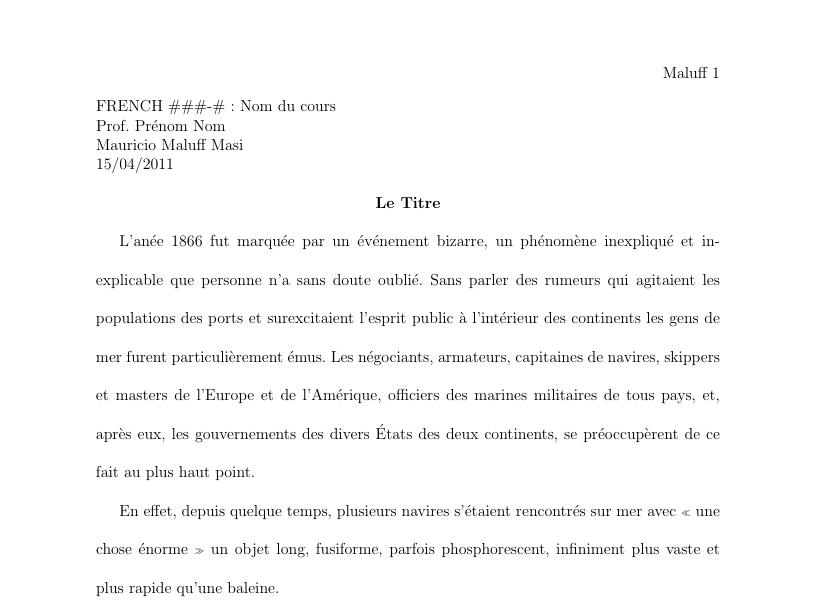 Maluff 1
FRENCH ###-# : Nom du cours
Prof. Prénom Nom
Mauricio Maluff Masi
15/04/2011
Le Titre
L'anée 1866 fut marquée par un événement bizarre, un phénomène inexpliqué et in-
explicable que personne n'a sans doute oublié. Sans parler des rumeurs qui agitaient les
populations des ports et surexcitaient l'esprit public à l'intérieur des continents les gens de
mer furent particulièrement émus. Les négociants, armateurs, capitaines de navires, skippers
et masters de l'Europe et de l'Amérique, officiers des marines militaires de tous pays, et,
après eux, les gouvernements des divers États des deux continents, se préoccupèrent de ce
fait au plus haut point.
En effet, depuis quelque temps, plusieurs navires s'étaient rencontrés sur mer avec « une
chose énorme » un objet long, fusiforme, parfois phosphorescent, infiniment plus vaste et
plus rapide qu'une baleine.